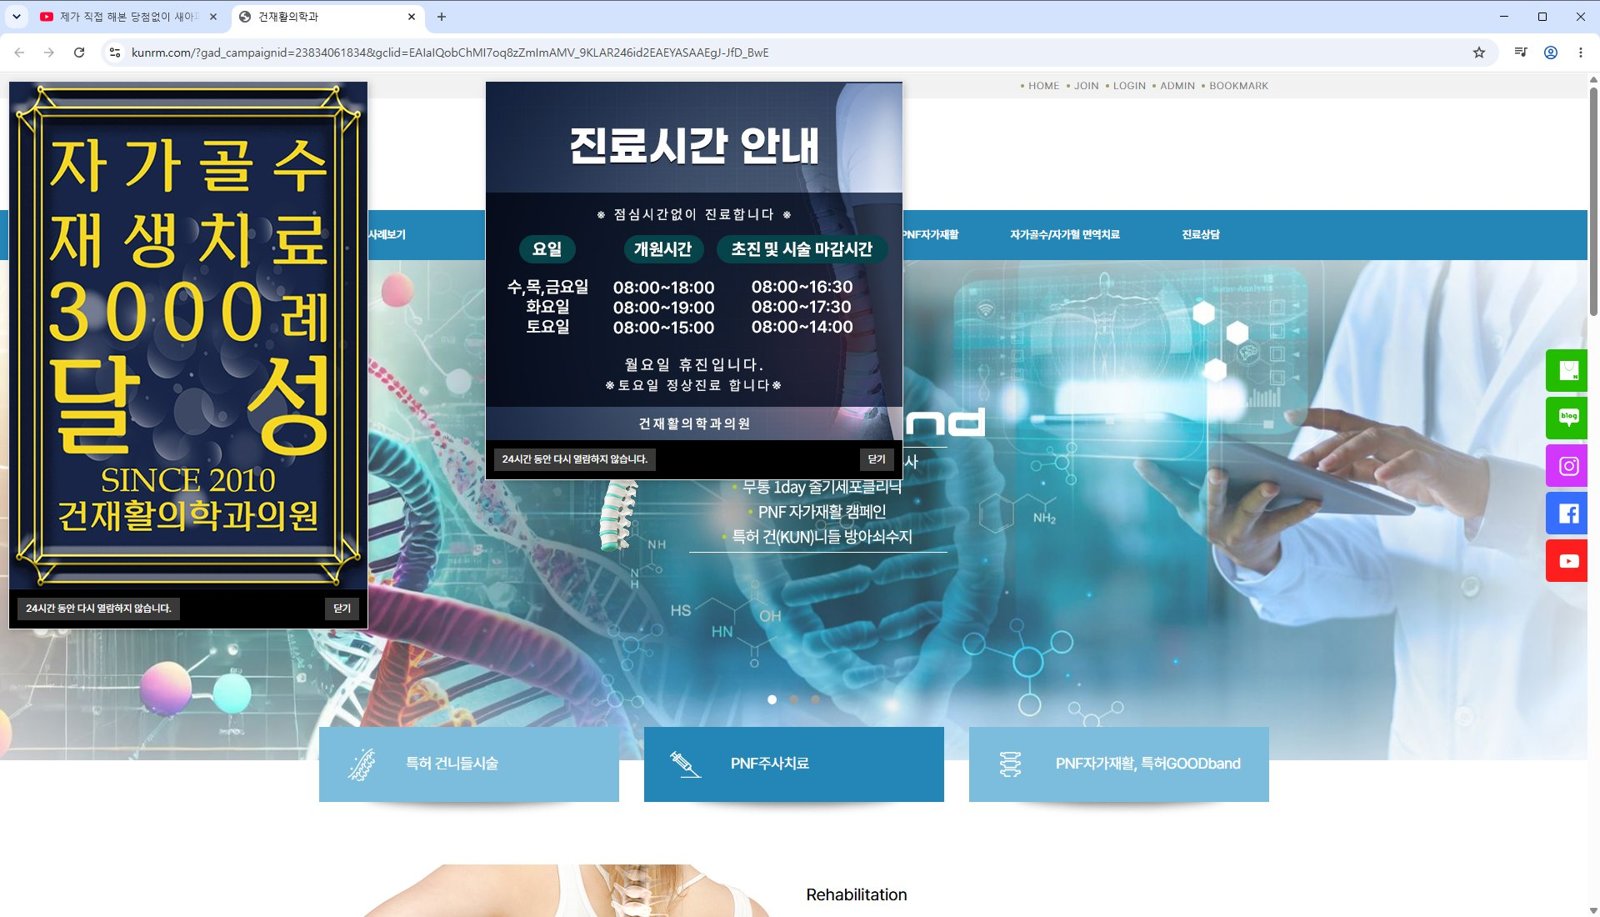 제가 직접 해본 당첨없이 새아
건재활의학과
kunrm.com/?gad_campaignid=23834061834&gclid=EAIaIQobChMI7oq8zZmImAMV_9KLAR246id2EAEYASAAEgJ-JfD_BwE
HOME JOIN LOGIN ADMIN BOOKMARK
자가골수
재생치료
3000례
달성
SINCE 2010
건재활의학과의원
24시간 동안 다시 열람하지 않습니다. 닫기
진료시간 안내
※ 점심시간없이 진료합니다 ※
요일 개원시간 초진 및 시술 마감시간
수,목,금요일 08:00~18:00 08:00~16:30
화요일 08:00~19:00 08:00~17:30
토요일 08:00~15:00 08:00~14:00
월요일 휴진입니다.
※토요일 정상진료 합니다※
건재활의학과의원
24시간 동안 다시 열람하지 않습니다. 닫기
사례보기 PNF자가재활 자가골수/자가혈 면역치료 진료상담
nd
사
무통 1day 줄기세포클리닉
PNF 자가재활 캠페인
특허 건(KUN)니들 방아쇠수지
NH
N
H
HS
HN
OH
O
NH₂
blog
특허 건니들시술
PNF주사치료
PNF자가재활, 특허GOODband
Rehabilitation